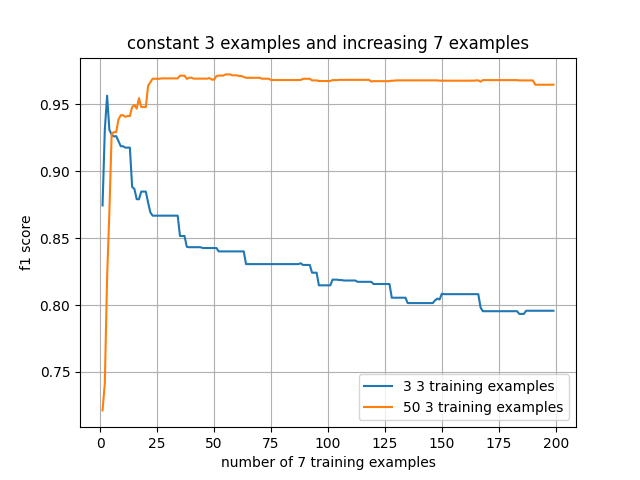 constant 3 examples and increasing 7 examples
f1 score
0.95
0.90
0.85
0.80
0.75
3 3 training examples
50 3 training examples
0 25 50 75 100 125 150 175 200
number of 7 training examples